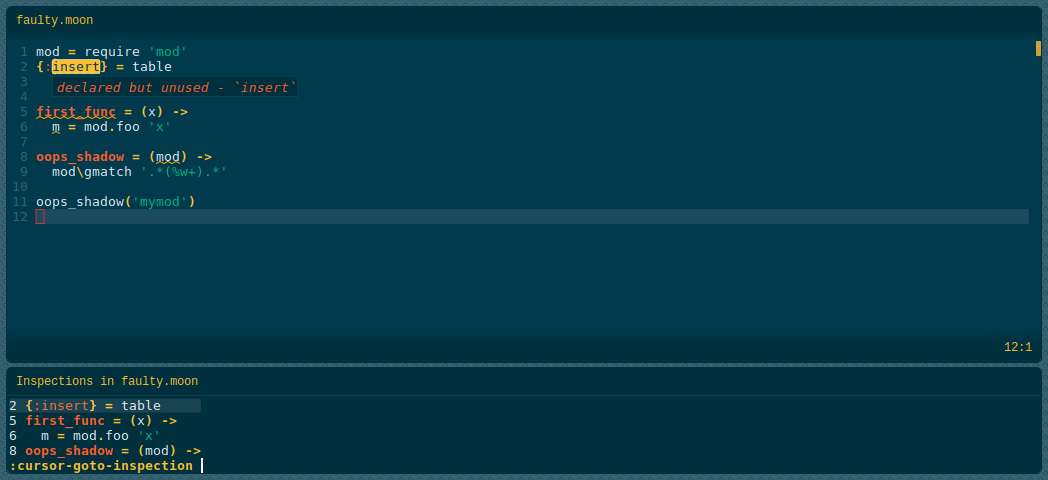 faulty.moon
1 mod = require 'mod'
2 {:insert} = table
3 declared but unused - `insert`
4
5 first_func = (x) ->
6   m = mod.foo 'x'
7
8 oops_shadow = (mod) ->
9   mod\gmatch '.*(%w+).*'
10
11 oops_shadow('mymod')
12
12:1
Inspections in faulty.moon
2 {:insert} = table
5 first_func = (x) ->
6   m = mod.foo 'x'
8 oops_shadow = (mod) ->
:cursor-goto-inspection